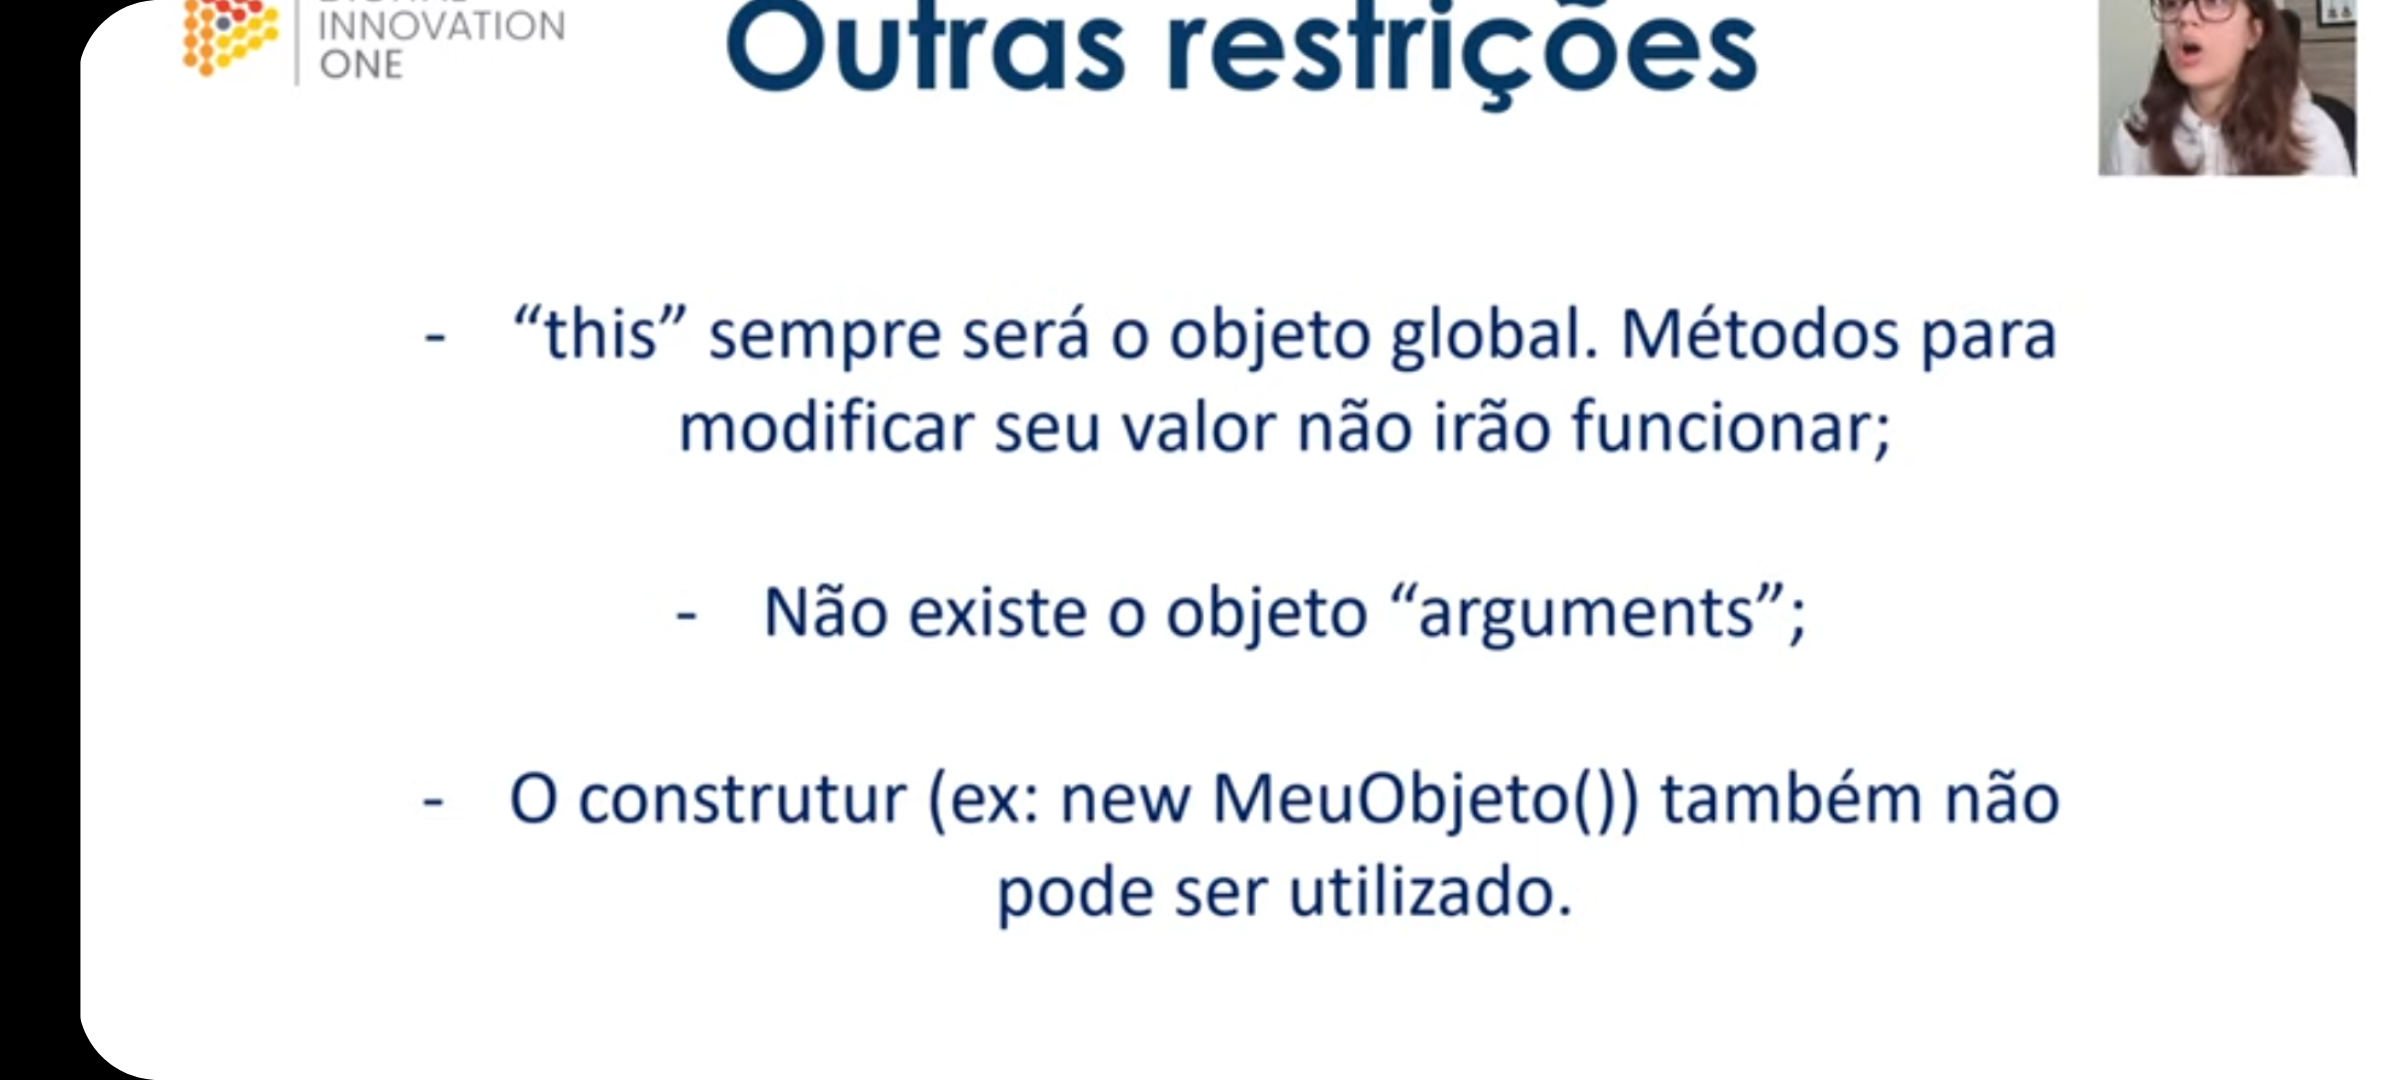 INNOVATION
ONE
Outras restrições
- “this” sempre será o objeto global. Métodos para
modificar seu valor não irão funcionar;
- Não existe o objeto “arguments”;
- O construtur (ex: new MeuObjeto()) também não
pode ser utilizado.